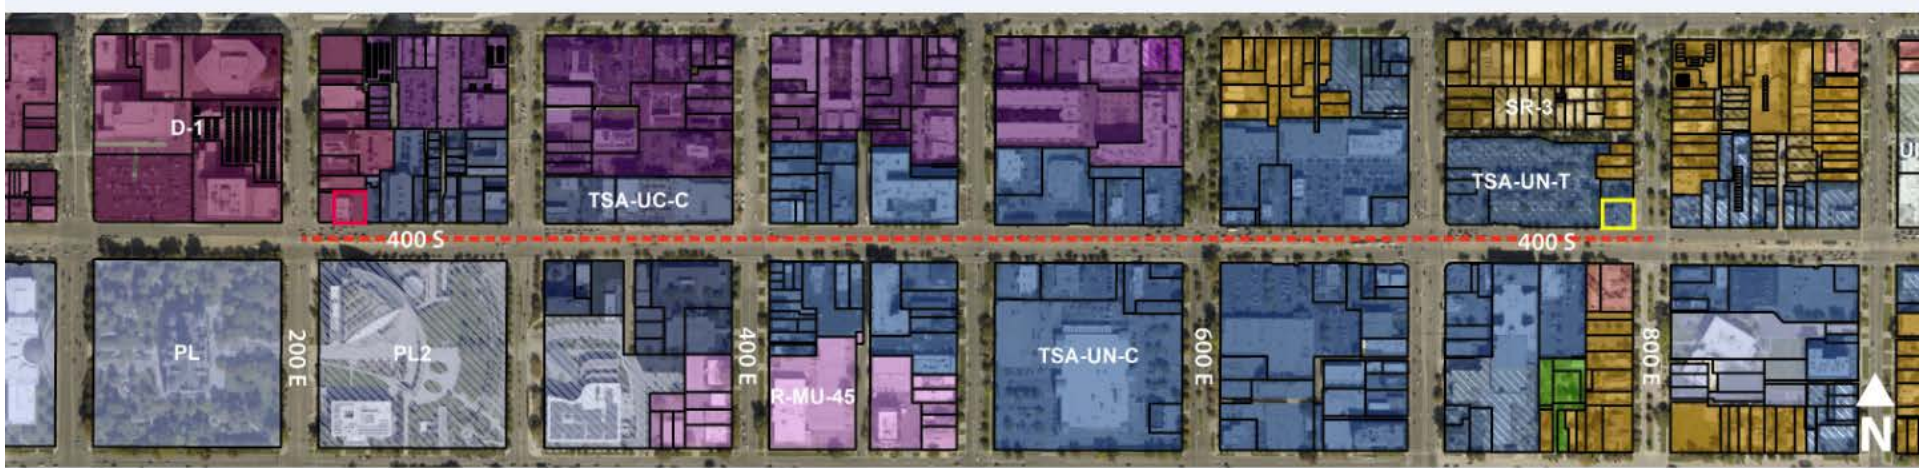 D-1
SR-3
TSA-UN-T
TSA-UC-C
400 S
400 S
200 E
400 E
600 E
800 E
PL
PL2
TSA-UN-C
R-MU-45
N